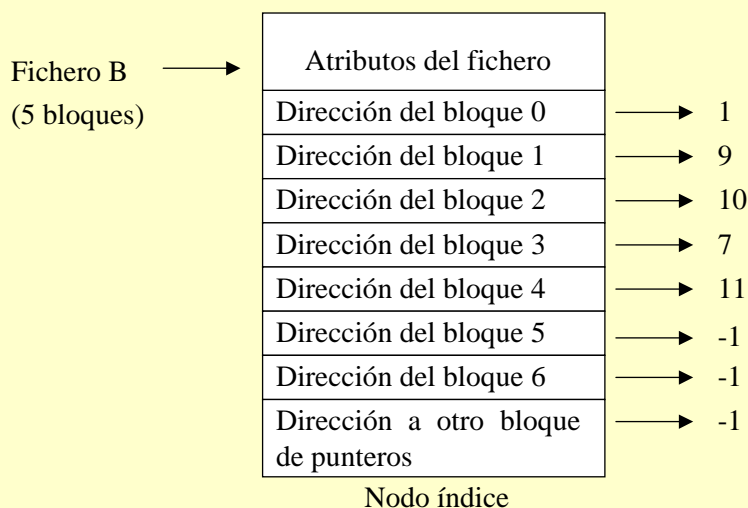 Atributos del fichero
Fichero B
(5 bloques)
Dirección del bloque 0 1
Dirección del bloque 1 9
Dirección del bloque 2 10
Dirección del bloque 3 7
Dirección del bloque 4 11
Dirección del bloque 5 -1
Dirección del bloque 6 -1
Dirección a otro bloque -1
de punteros
Nodo índice